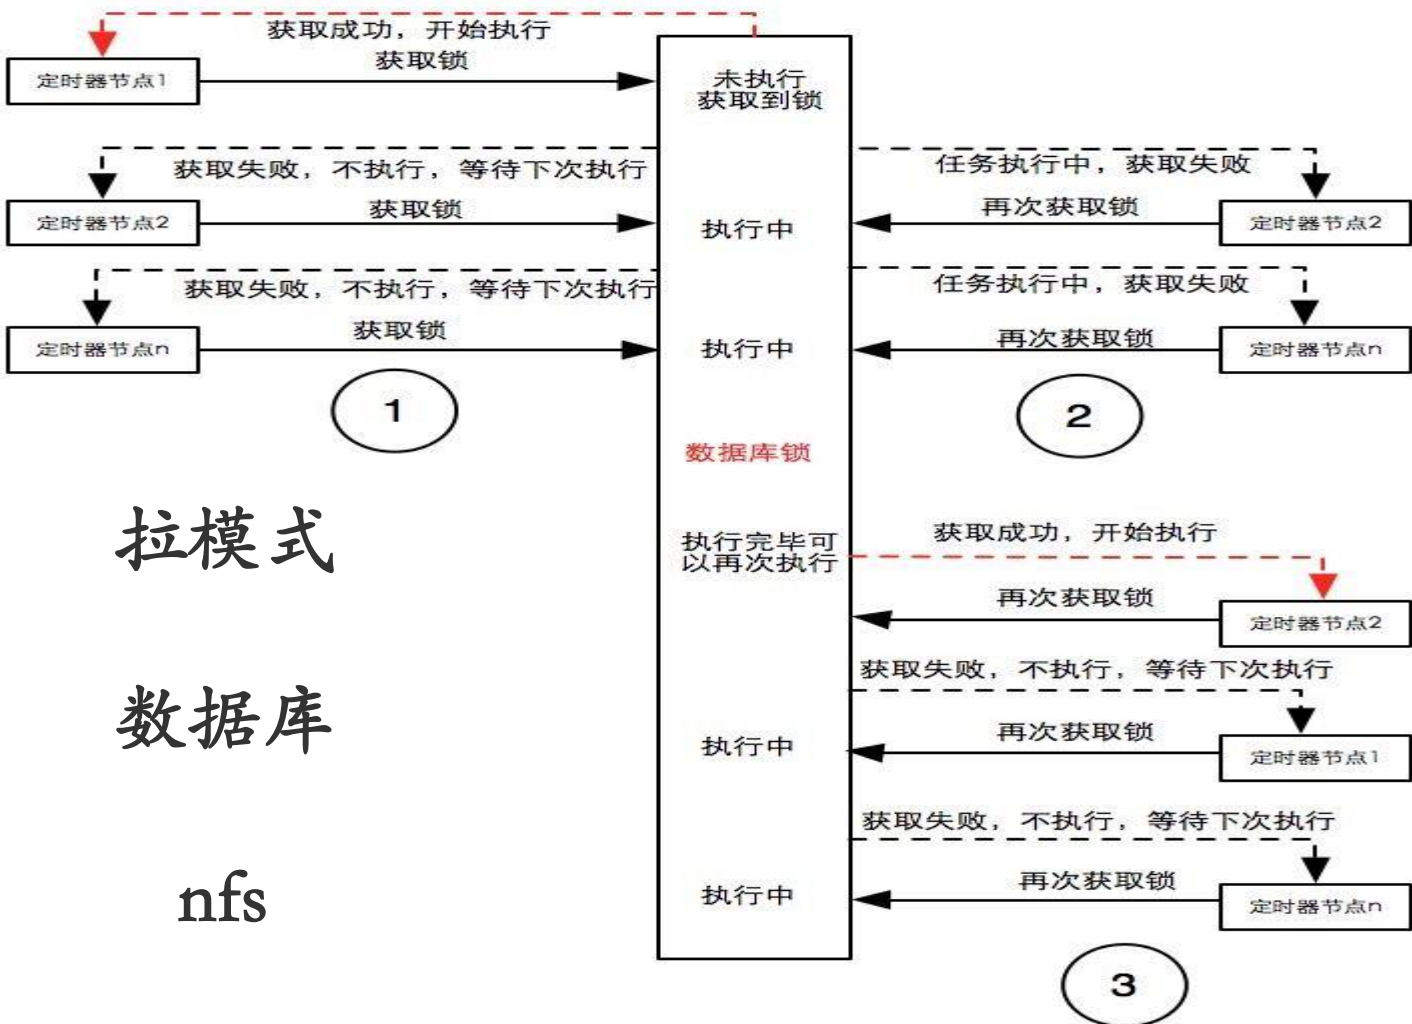 获取成功，开始执行
获取锁
定时器节点1
未执行
获取到锁
获取失败，不执行，等待下次执行
获取锁
定时器节点2
执行中
任务执行中，获取失败
再次获取锁
定时器节点2
获取失败，不执行，等待下次执行
获取锁
定时器节点n
执行中
任务执行中，获取失败
再次获取锁
定时器节点n
1
2
数据库锁
拉模式
数据库
nfs
执行完毕可
以再次执行
获取成功，开始执行
再次获取锁
定时器节点2
获取失败，不执行，等待下次执行
再次获取锁
执行中
定时器节点1
获取失败，不执行，等待下次执行
再次获取锁
执行中
定时器节点n
3